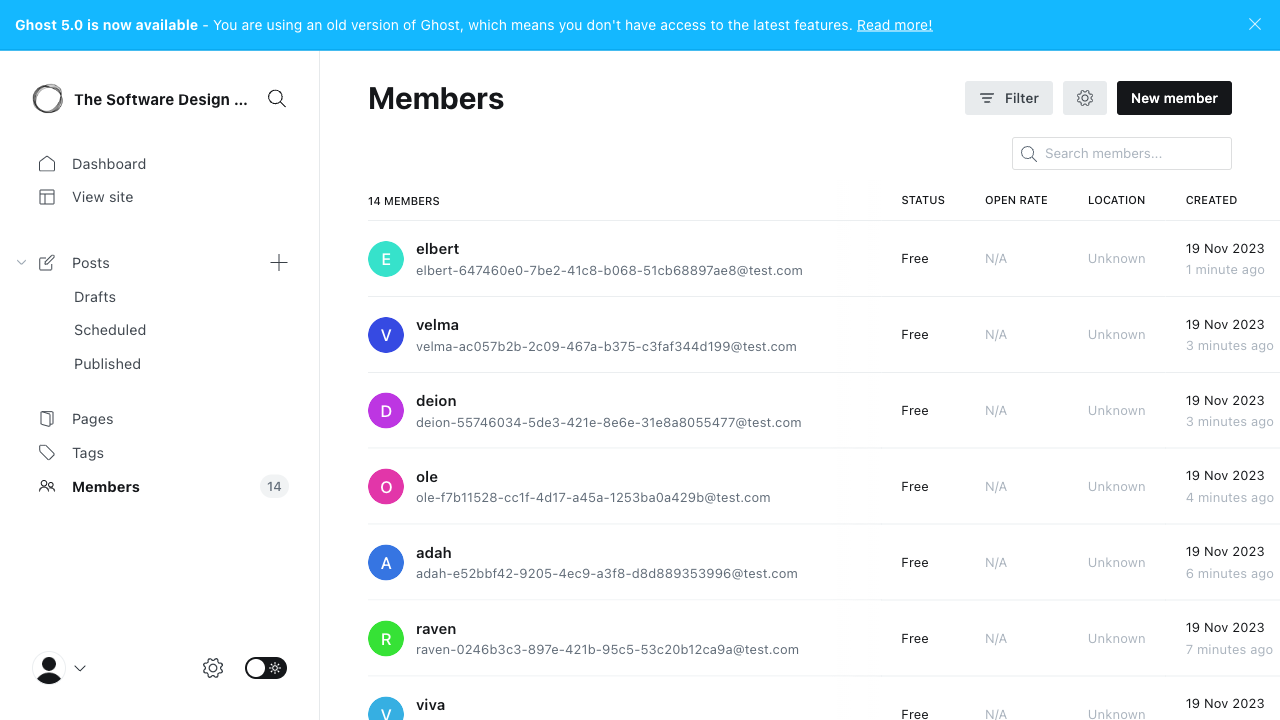 Ghost 5.0 is now available - You are using an old version of Ghost, which means you don't have access to the latest features. Read more!
The Software Design ...
Dashboard
View site
Posts
Drafts
Scheduled
Published
Pages
Tags
Members 14
Members
Filter
New member
Search members...
14 MEMBERS STATUS OPEN RATE LOCATION CREATED
E elbert
elbert-647460e0-7be2-41c8-b068-51cb68897ae8@test.com
Free N/A Unknown 19 Nov 2023
1 minute ago
V velma
velma-ac057b2b-2c09-467a-b375-c3faf344d199@test.com
Free N/A Unknown 19 Nov 2023
3 minutes ago
D deion
deion-55746034-5de3-421e-8e6e-31e8a8055477@test.com
Free N/A Unknown 19 Nov 2023
3 minutes ago
O ole
ole-f7b11528-cc1f-4d17-a45a-1253ba0a429b@test.com
Free N/A Unknown 19 Nov 2023
4 minutes ago
A adah
adah-e52bbf42-9205-4ec9-a3f8-d8d889353996@test.com
Free N/A Unknown 19 Nov 2023
6 minutes ago
R raven
raven-0246b3c3-897e-421b-95c5-53c20b12ca9a@test.com
Free N/A Unknown 19 Nov 2023
7 minutes ago
V viva
Free N/A Unknown 19 Nov 2023